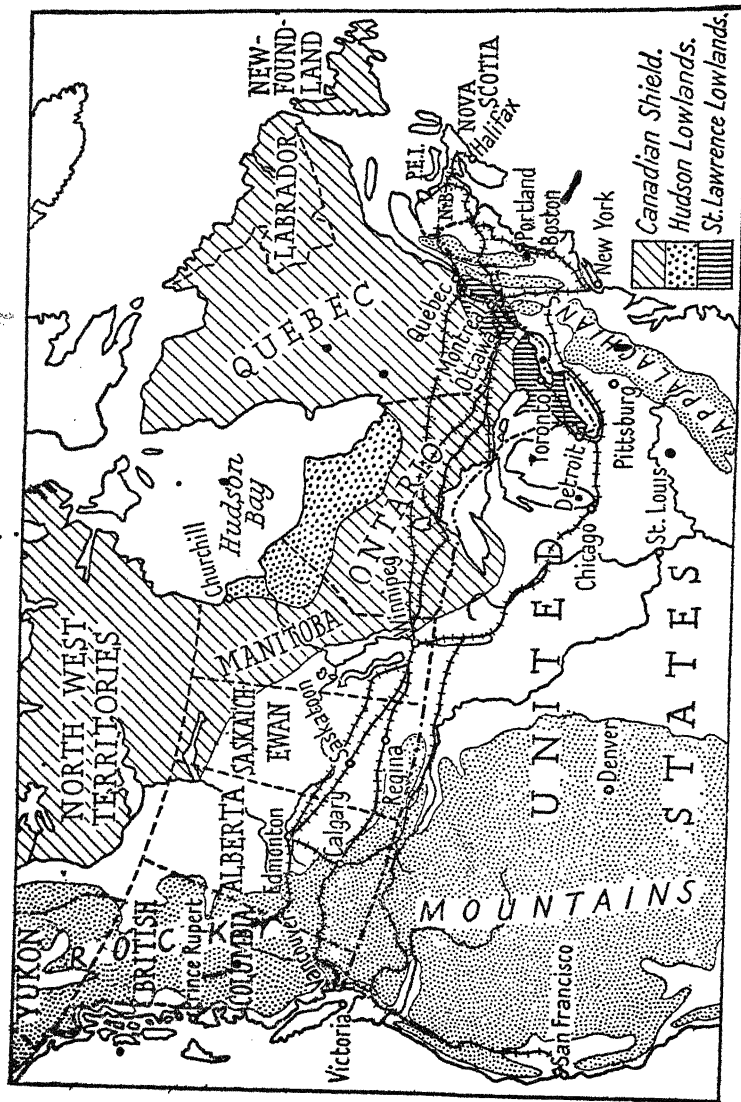 YUKON
NORTH WEST
TERRITORIES
ROCKY
MOUNTAINS
BRITISH
COLUMBIA
Prince Rupert
Vancouver
Victoria
ALBERTA
Edmonton
Calgary
SASKATCH-
EWAN
Saskatoon
Regina
MANITOBA
Churchill
Winnipeg
Hudson
Bay
ONTARIO
Ottawa
Toronto
QUEBEC
Quebec
LABRADOR
NEW-
FOUND-
LAND
P.E.I.
N.B.
NOVA
SCOTIA
Halifax
UNITED
STATES
San Francisco
Denver
Chicago
St. Louis
Detroit
Pittsburg
APPALACHIAN
Portland
Boston
New York
Canadian Shield.
Hudson Lowlands.
St. Lawrence Lowlands.